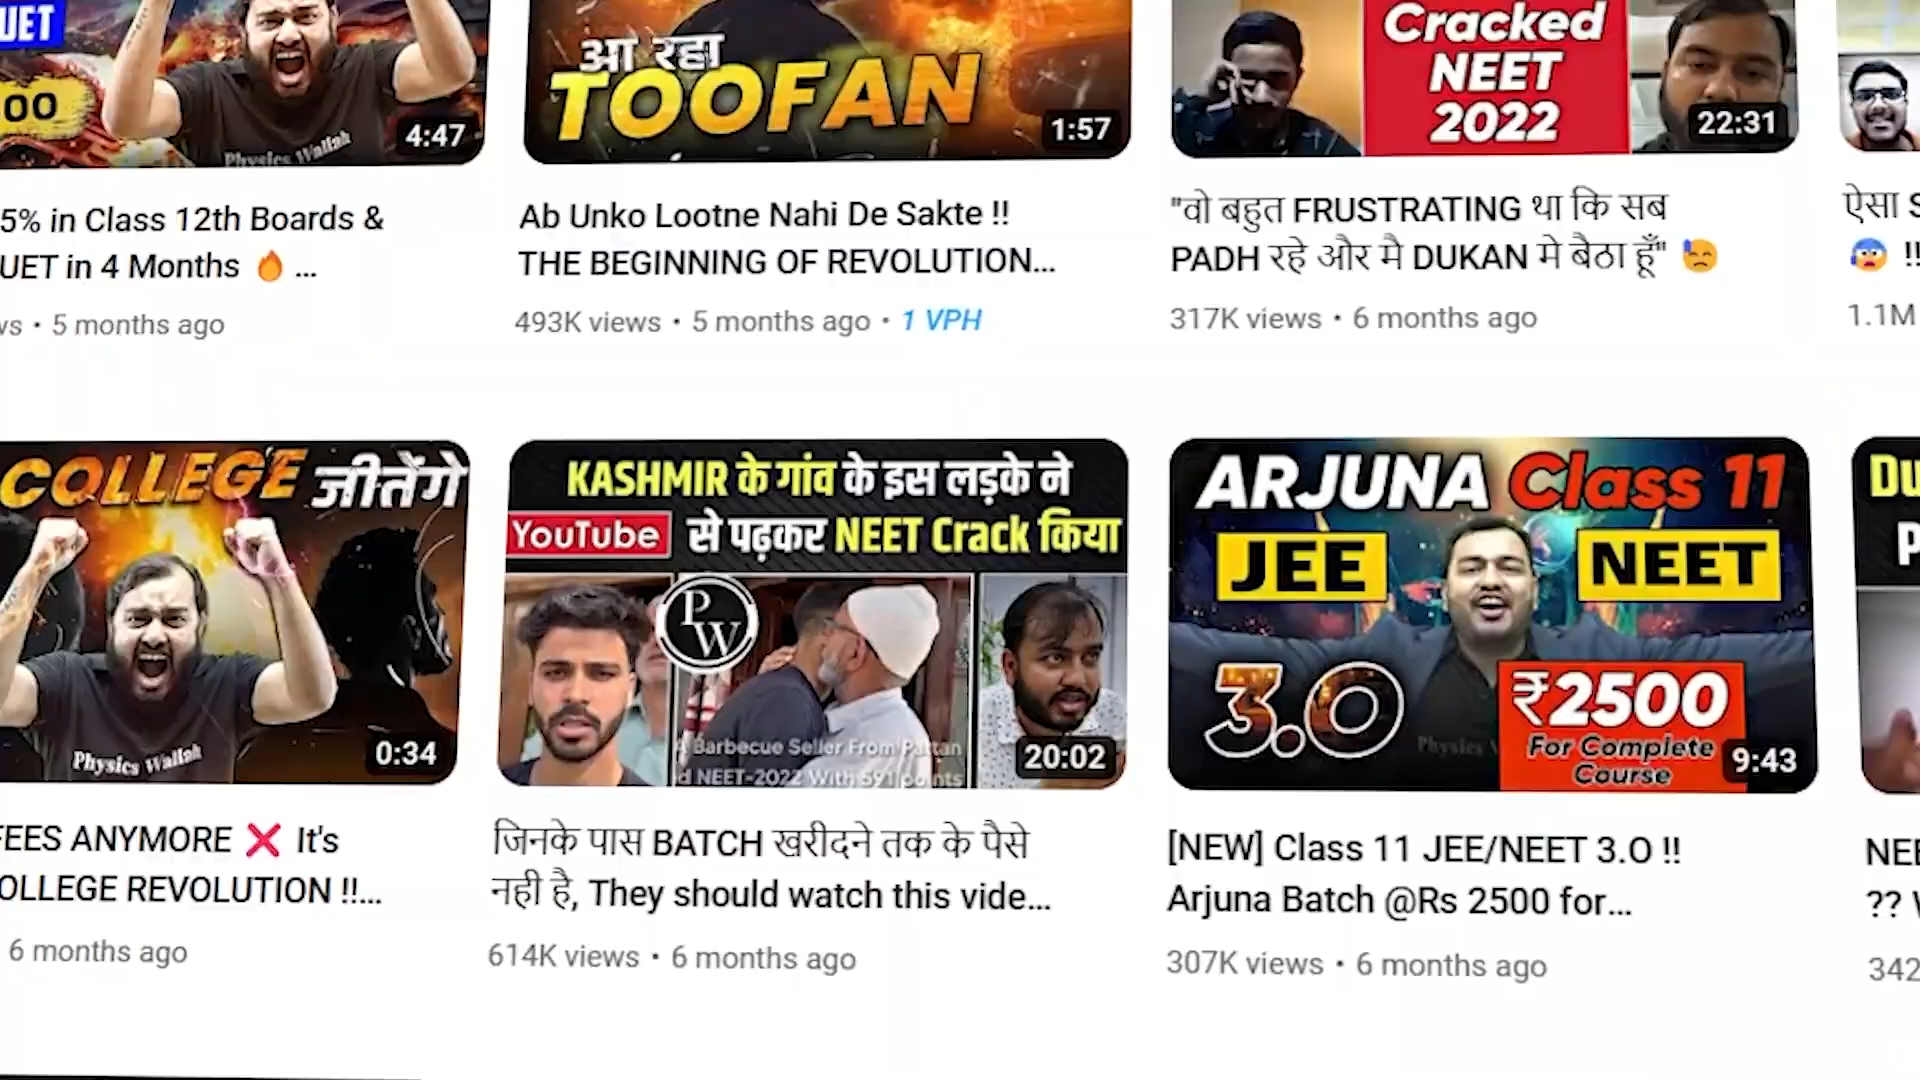 UET
00
Physics Wallah
4:47
आ रहा
TOOFAN
1:57
Cracked
NEET
2022
22:31
5% in Class 12th Boards &
UET in 4 Months 🔥 ...
5 months ago
Ab Unko Lootne Nahi De Sakte !!
THE BEGINNING OF REVOLUTION...
493K views • 5 months ago • 1 VPH
"वो बहुत FRUSTRATING था कि सब
PADH रहे और मै DUKAN मे बैठा हूँ" 😓
317K views • 6 months ago
ऐसा S
😰 !!
1.1M
COLLEGE जीतेंगे
Physics Wallah
0:34
KASHMIR के गांव के इस लड़के ने
YouTube से पढ़कर NEET Crack किया
PW
Barbecue Seller From Pattan
d NEET-2022 With 591 points
20:02
ARJUNA Class 11
JEE NEET
3.0
₹2500
For Complete
Course
Physics W
9:43
Du
P
FEES ANYMORE ❌ It's
OLLEGE REVOLUTION !!...
6 months ago
जिनके पास BATCH खरीदने तक के पैसे
नही है, They should watch this vide...
614K views • 6 months ago
[NEW] Class 11 JEE/NEET 3.O !!
Arjuna Batch @Rs 2500 for...
307K views • 6 months ago
NEE
?? W
342